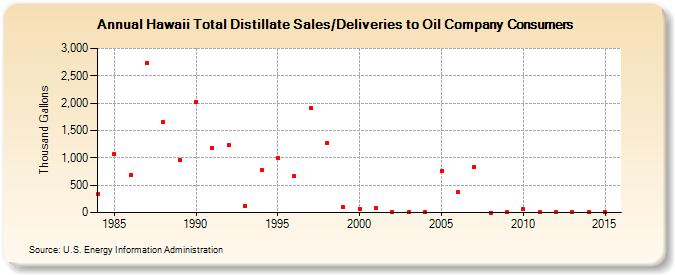 Annual Hawaii Total Distillate Sales/Deliveries to Oil Company Consumers
Thousand Gallons
3,000
2,500
2,000
1,500
1,000
500
0
1985 1990 1995 2000 2005 2010 2015
Source: U.S. Energy Information Administration